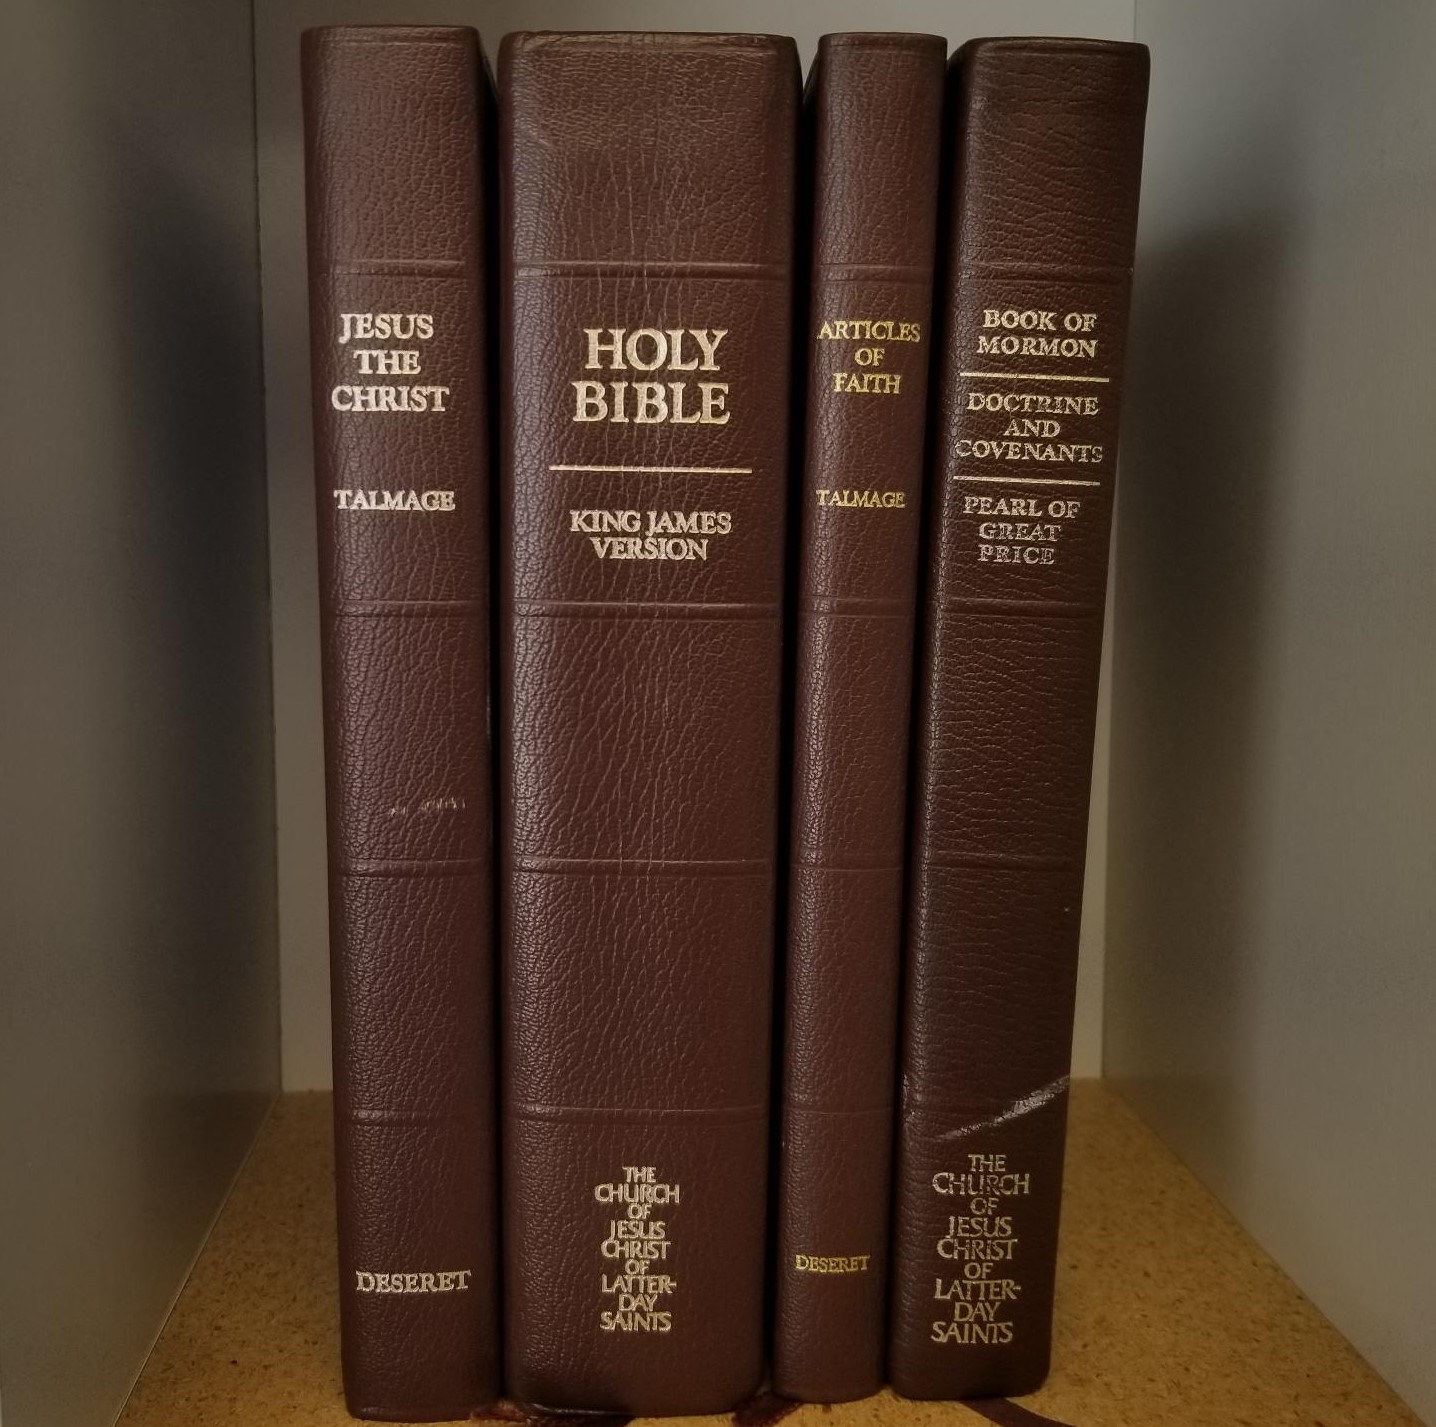 JESUS
THE
CHRIST
TALMAGE
DESERET
HOLY
BIBLE
KING JAMES
VERSION
THE
CHURCH
OF
JESUS
CHRIST
OF
LATTER-
DAY
SAINTS
ARTICLES
OF
FAITH
TALMAGE
DESERET
BOOK OF
MORMON
DOCTRINE
AND
COVENANTS
PEARL OF
GREAT
PRICE
THE
CHURCH
OF
JESUS
CHRIST
OF
LATTER-
DAY
SAINTS